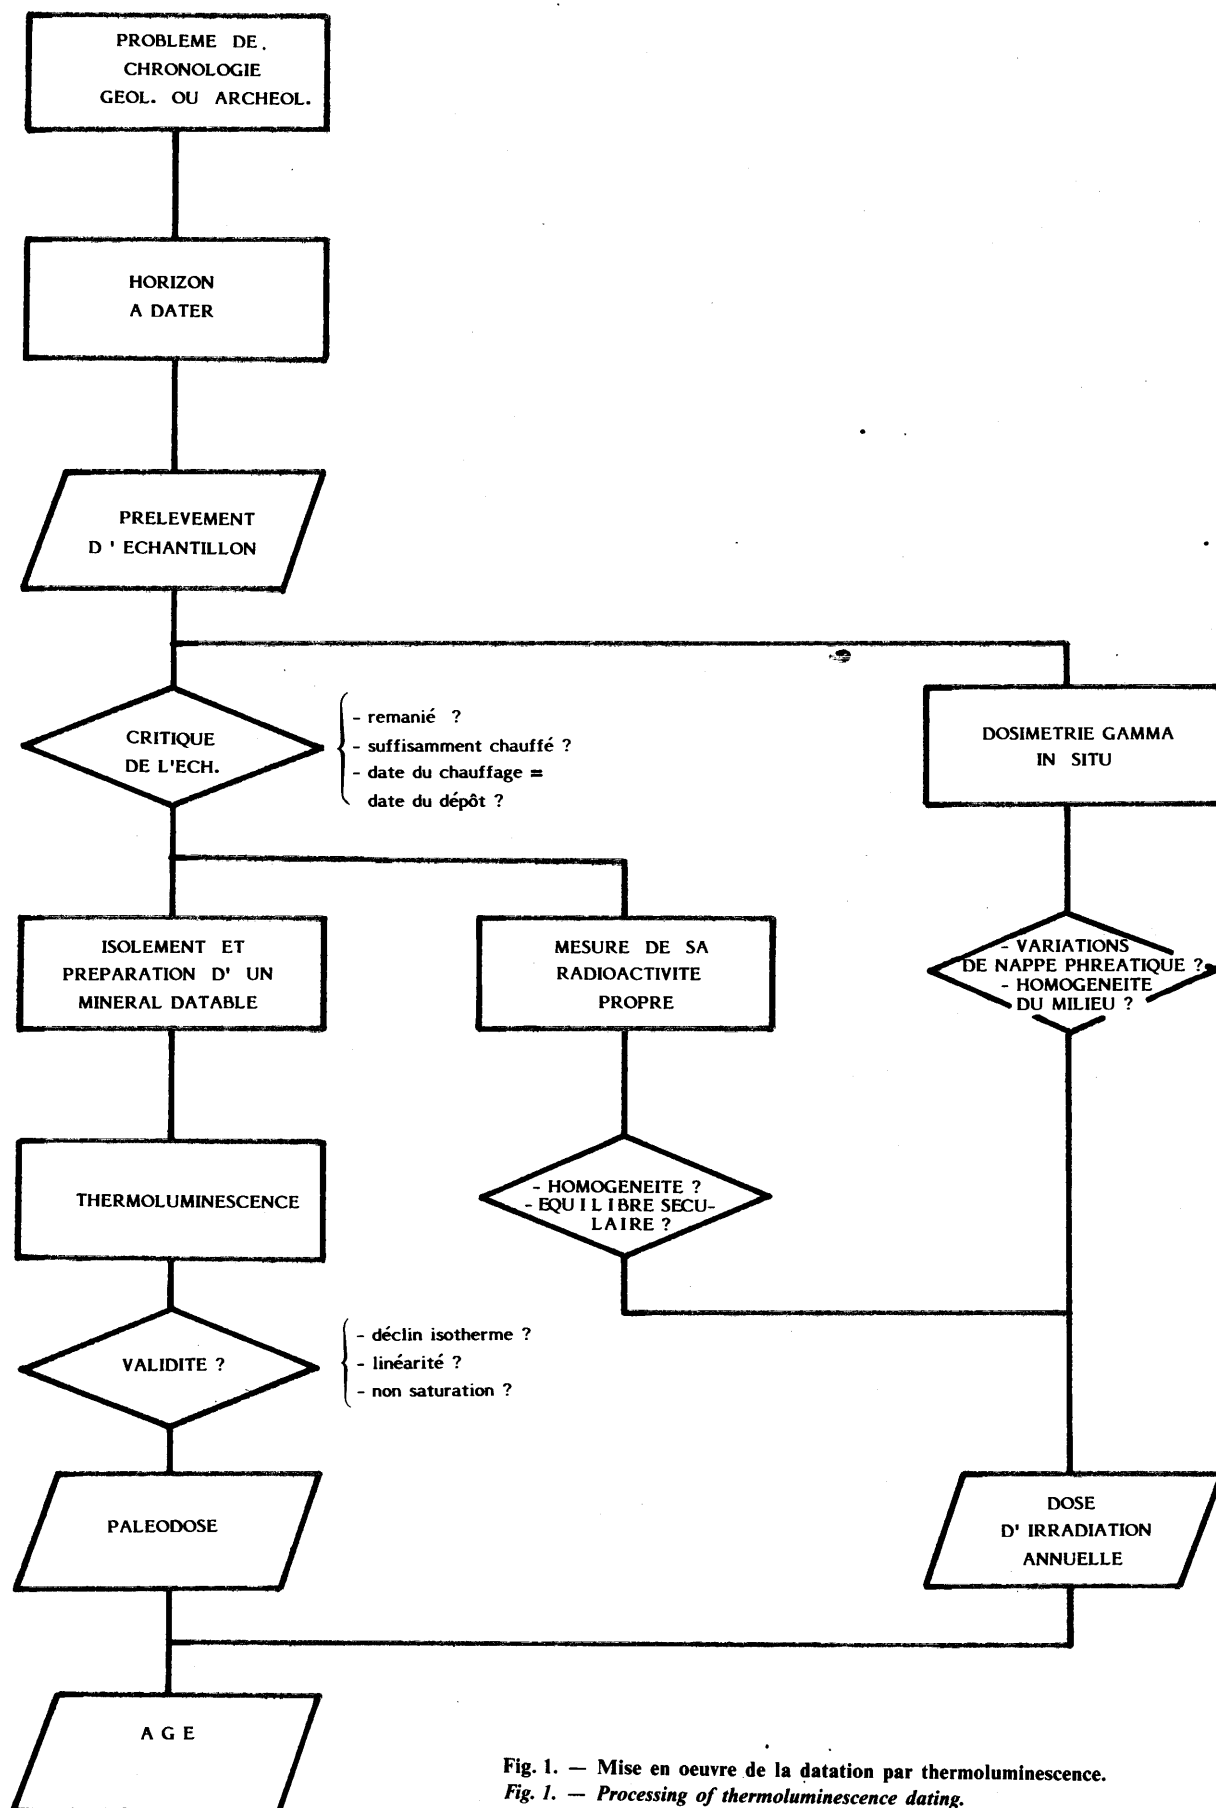 PROBLEME DE
CHRONOLOGIE
GEOL. OU ARCHEOL.
HORIZON
A DATER
PRELEVEMENT
D ' ECHANTILLON
CRITIQUE
DE L'ECH.
- remanié ?
- suffisamment chauffé ?
- date du chauffage =
date du dépôt ?
DOSIMETRIE GAMMA
IN SITU
ISOLEMENT ET
PREPARATION D' UN
MINERAL DATABLE
MESURE DE SA
RADIOACTIVITE
PROPRE
- VARIATIONS
DE NAPPE PHREATIQUE ?
- HOMOGENEITE
DU MILIEU ?
THERMOLUMINESCENCE
- HOMOGENEITE ?
- EQUILIBRE SECU-
LAIRE ?
VALIDITE ?
- déclin isotherme ?
- linéarité ?
- non saturation ?
PALEODOSE
DOSE
D' IRRADIATION
ANNUELLE
A G E
Fig. 1. — Mise en oeuvre de la datation par thermoluminescence.
Fig. 1. — Processing of thermoluminescence dating.